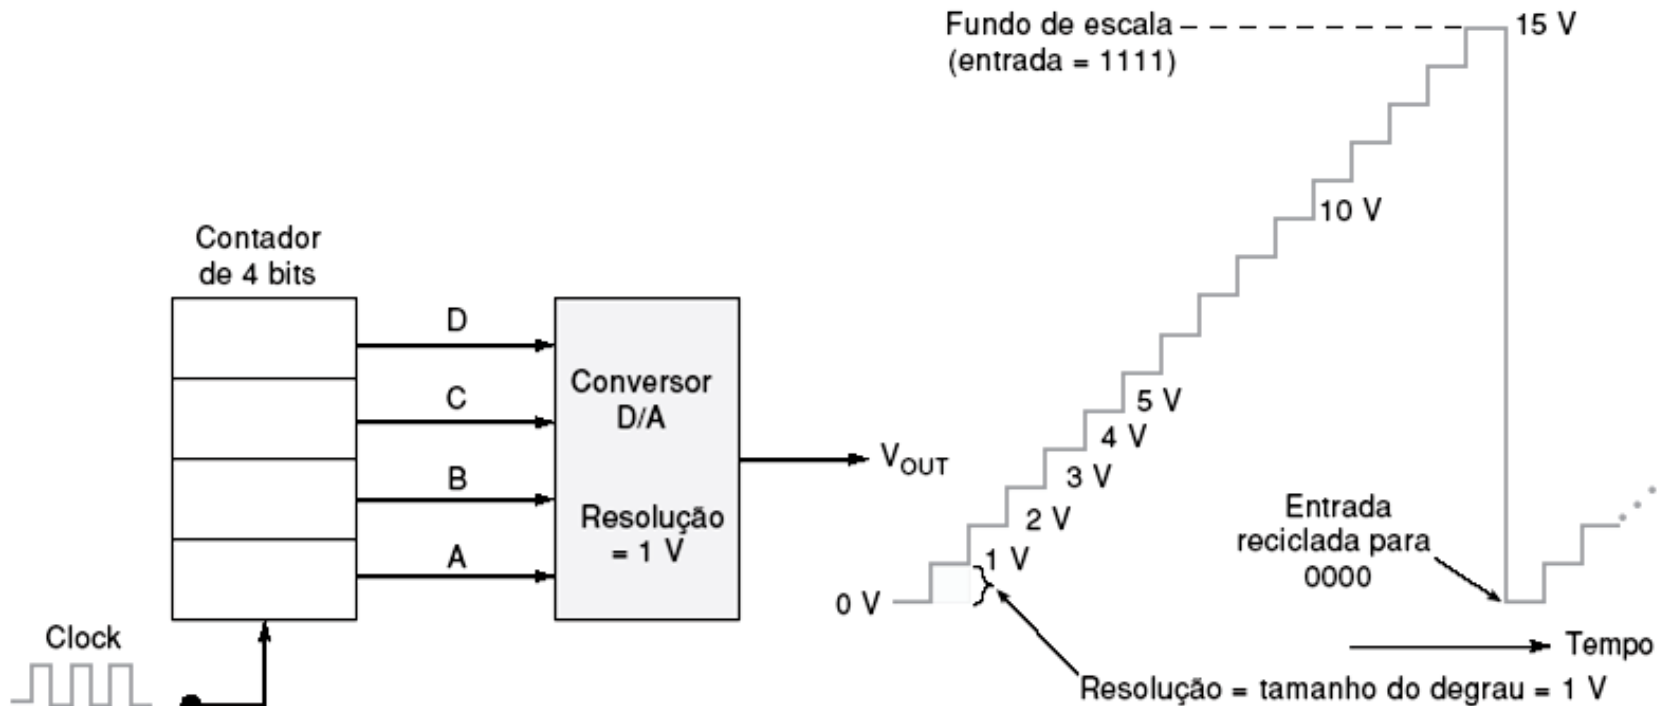 Fundo de escala
(entrada = 1111)
15 V
10 V
Contador
de 4 bits
D
C
B
A
Conversor
D/A
Resolução
= 1 V
V_OUT
5 V
4 V
3 V
2 V
1 V
0 V
Entrada
reciclada para
0000
Clock
Tempo
Resolução = tamanho do degrau = 1 V